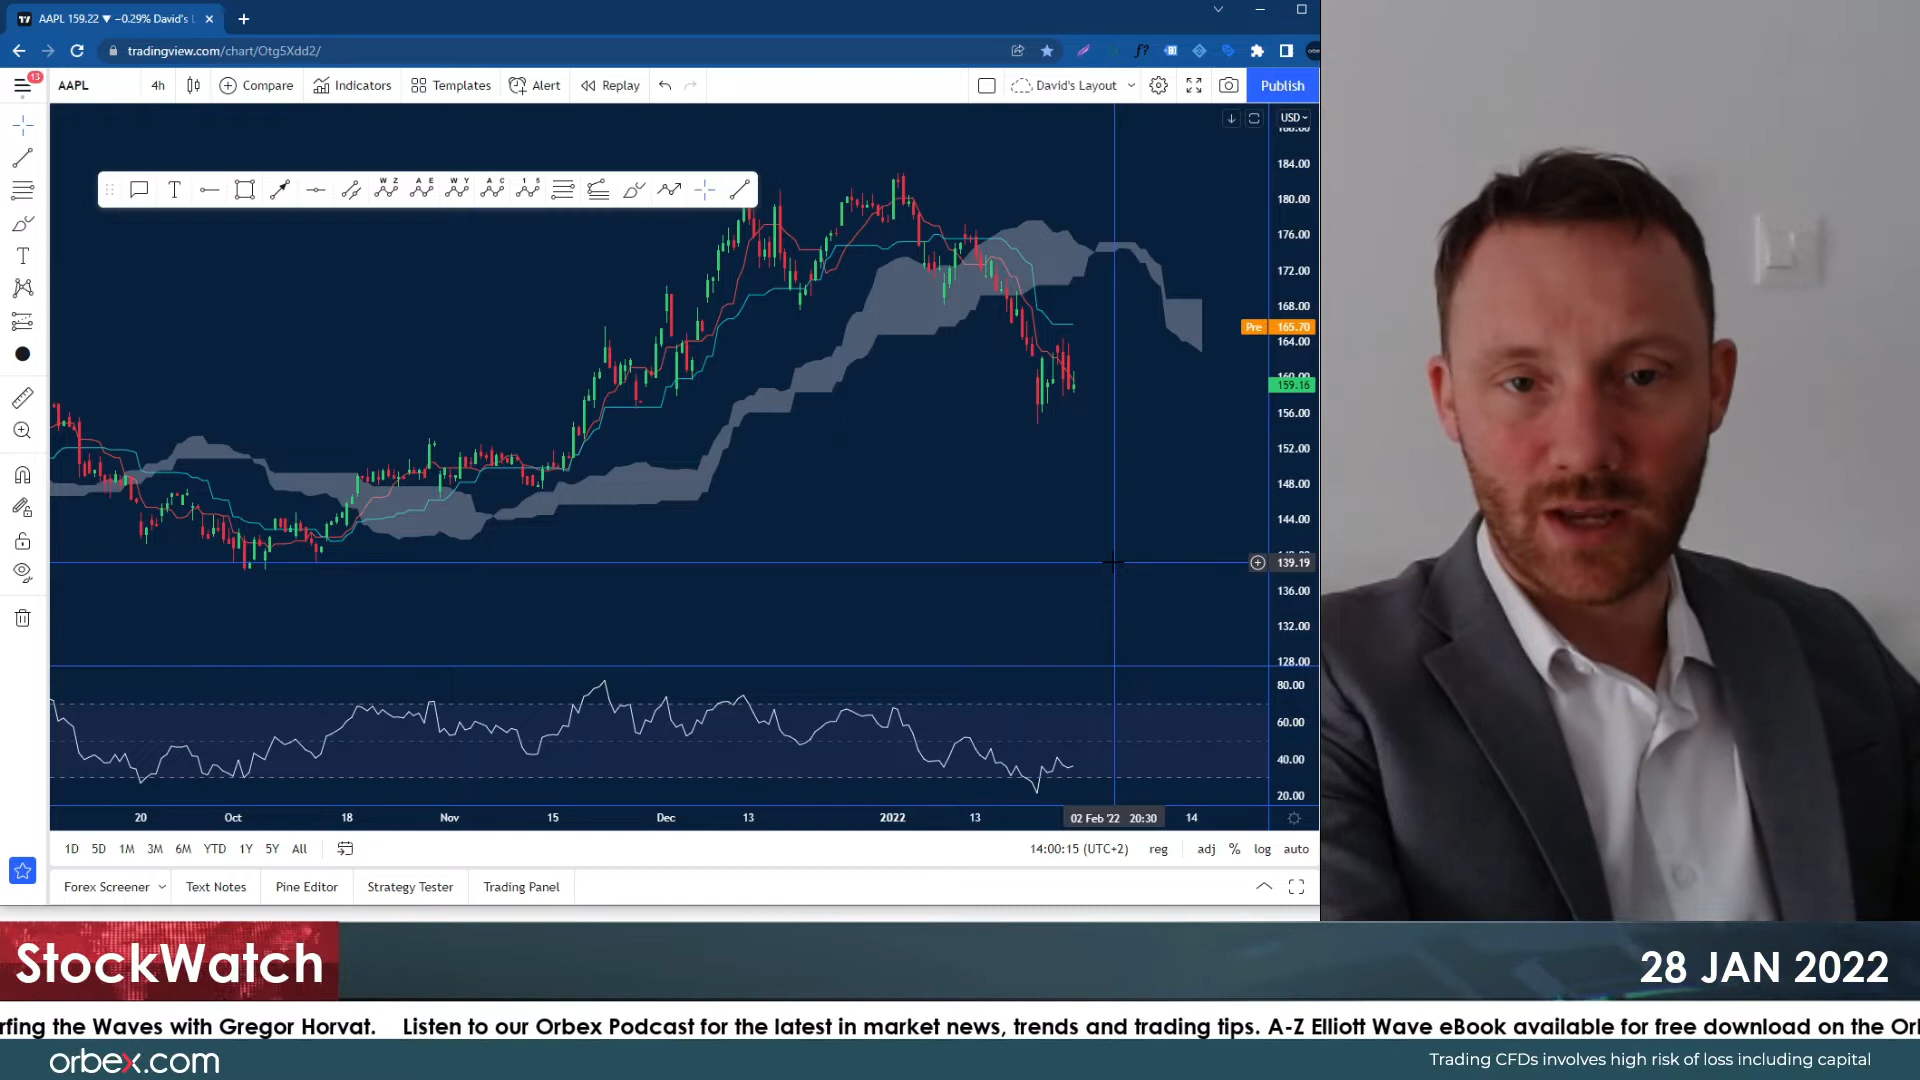 AAPL 159.22 ▼ −0.29% David's L
tradingview.com/chart/Otg5Xdd2/
f?
13
AAPL
4h
Compare
Indicators
Templates
Alert
Replay
David's Layout
Publish
USD
188.00
184.00
180.00
176.00
172.00
168.00
Pre 165.70
164.00
160.00
159.16
156.00
152.00
148.00
144.00
139.19
136.00
132.00
128.00
80.00
60.00
40.00
20.00
W Z
A E
W Y
A C
1 5
20 Oct 18 Nov 15 Dec 13 2022 13 02 Feb '22 20:30 14
1D 5D 1M 3M 6M YTD 1Y 5Y All
14:00:15 (UTC+2) reg adj % log auto
Forex Screener Text Notes Pine Editor Strategy Tester Trading Panel
StockWatch
28 JAN 2022
rfing the Waves with Gregor Horvat. Listen to our Orbex Podcast for the latest in market news, trends and trading tips. A-Z Elliott Wave eBook available for free download on the Or
orbex.com
Trading CFDs involves high risk of loss including capital